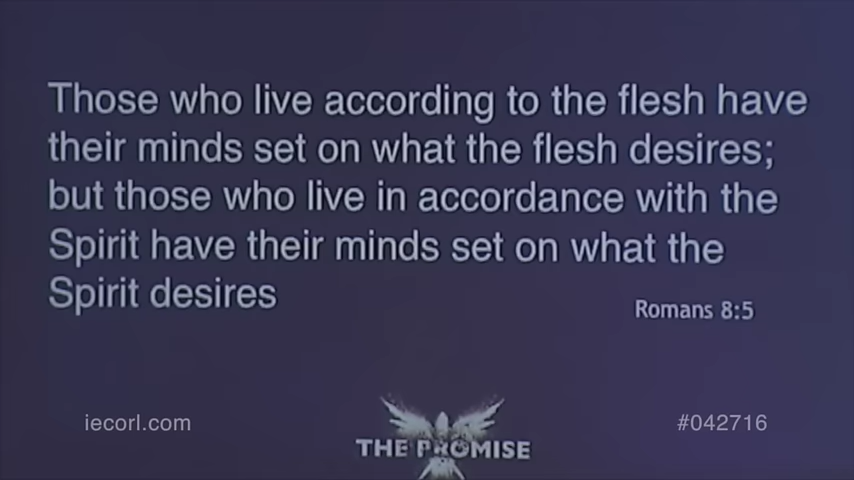 Those who live according to the flesh have
their minds set on what the flesh desires;
but those who live in accordance with the
Spirit have their minds set on what the
Spirit desires
Romans 8:5
iecorl.com
#042716
THE PROMISE